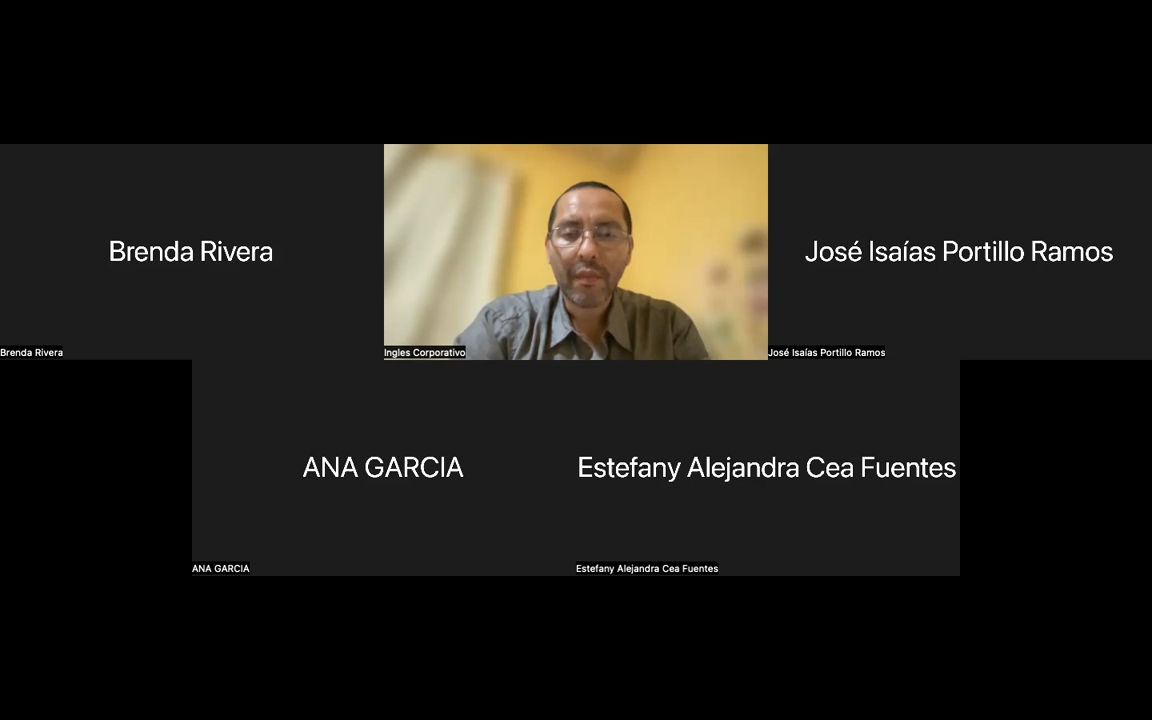 Brenda Rivera
José Isaías Portillo Ramos
Brenda Rivera
Ingles Corporativo
José Isaías Portillo Ramos
ANA GARCIA
Estefany Alejandra Cea Fuentes
ANA GARCIA
Estefany Alejandra Cea Fuentes